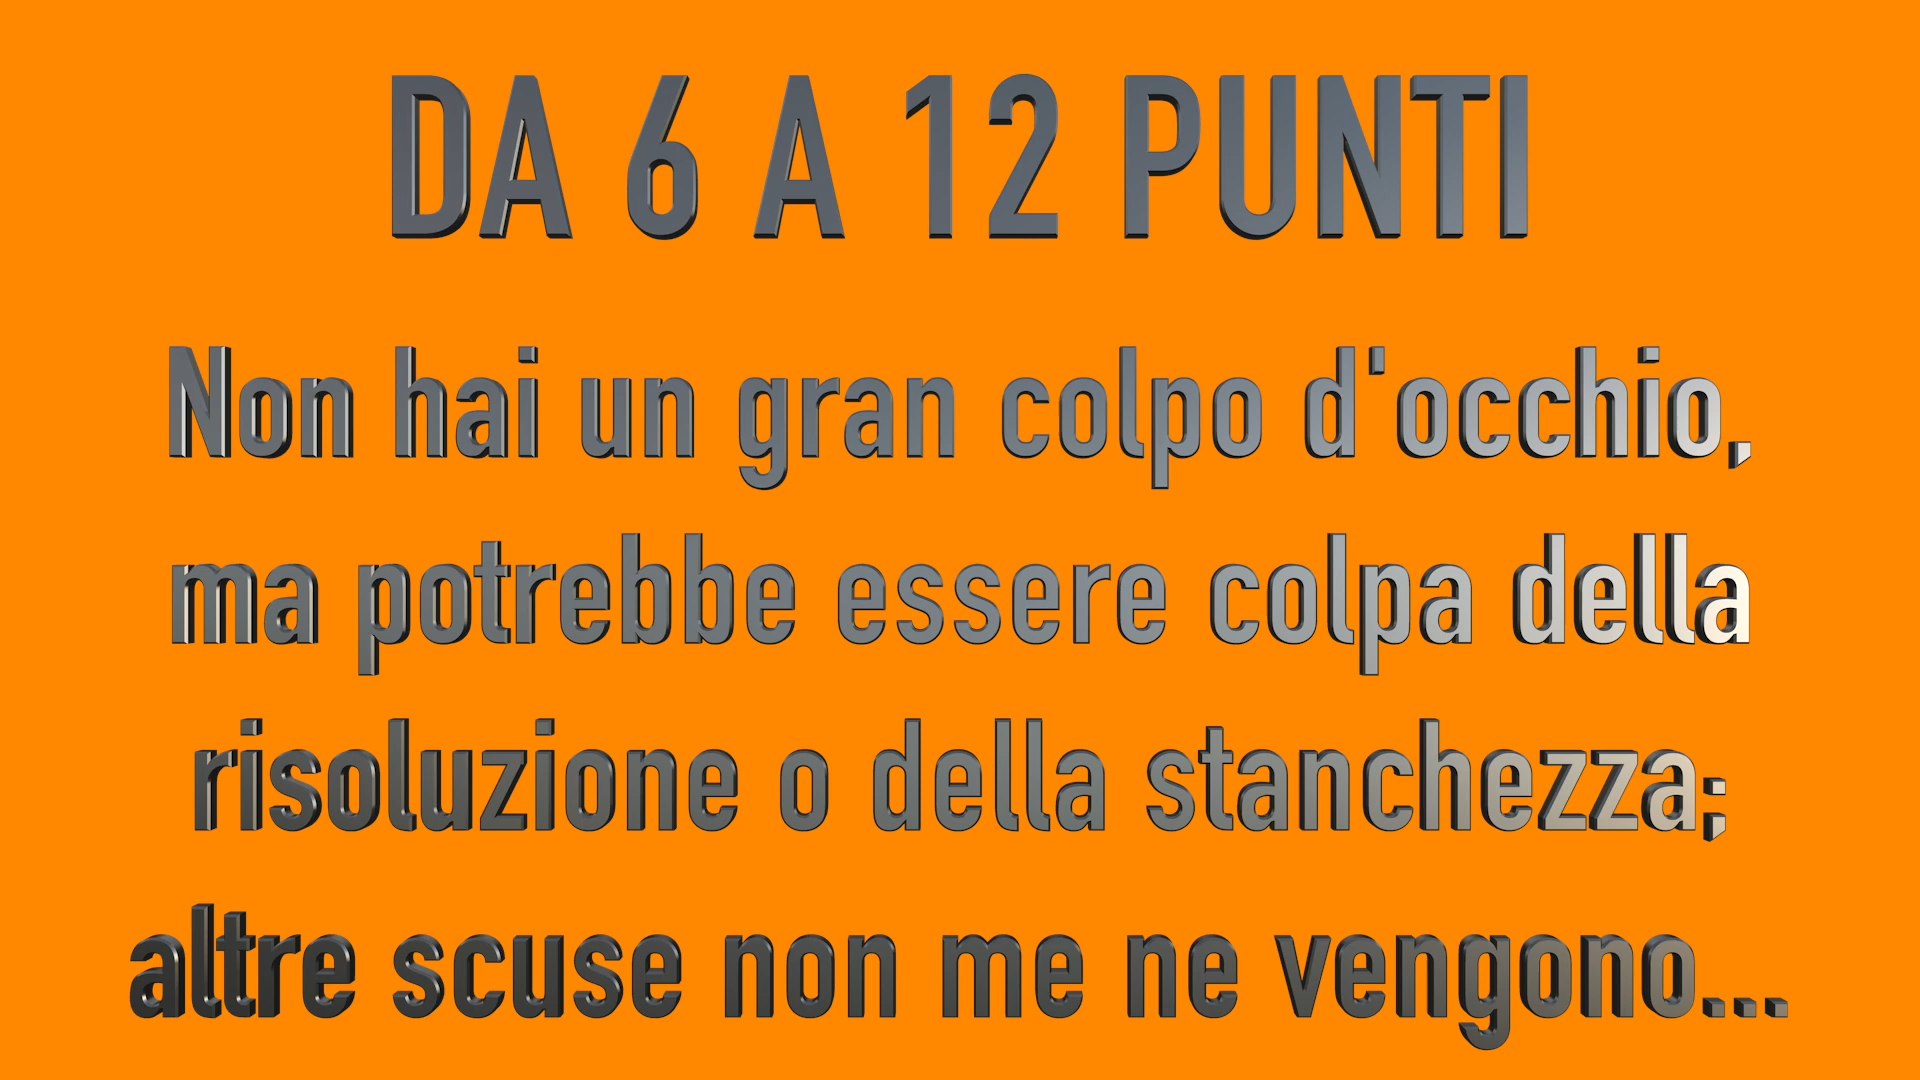 DA 6 A 12 PUNTI
Non hai un gran colpo d'occhio,
ma potrebbe essere colpa della
risoluzione o della stanchezza;
altre scuse non me ne vengono...